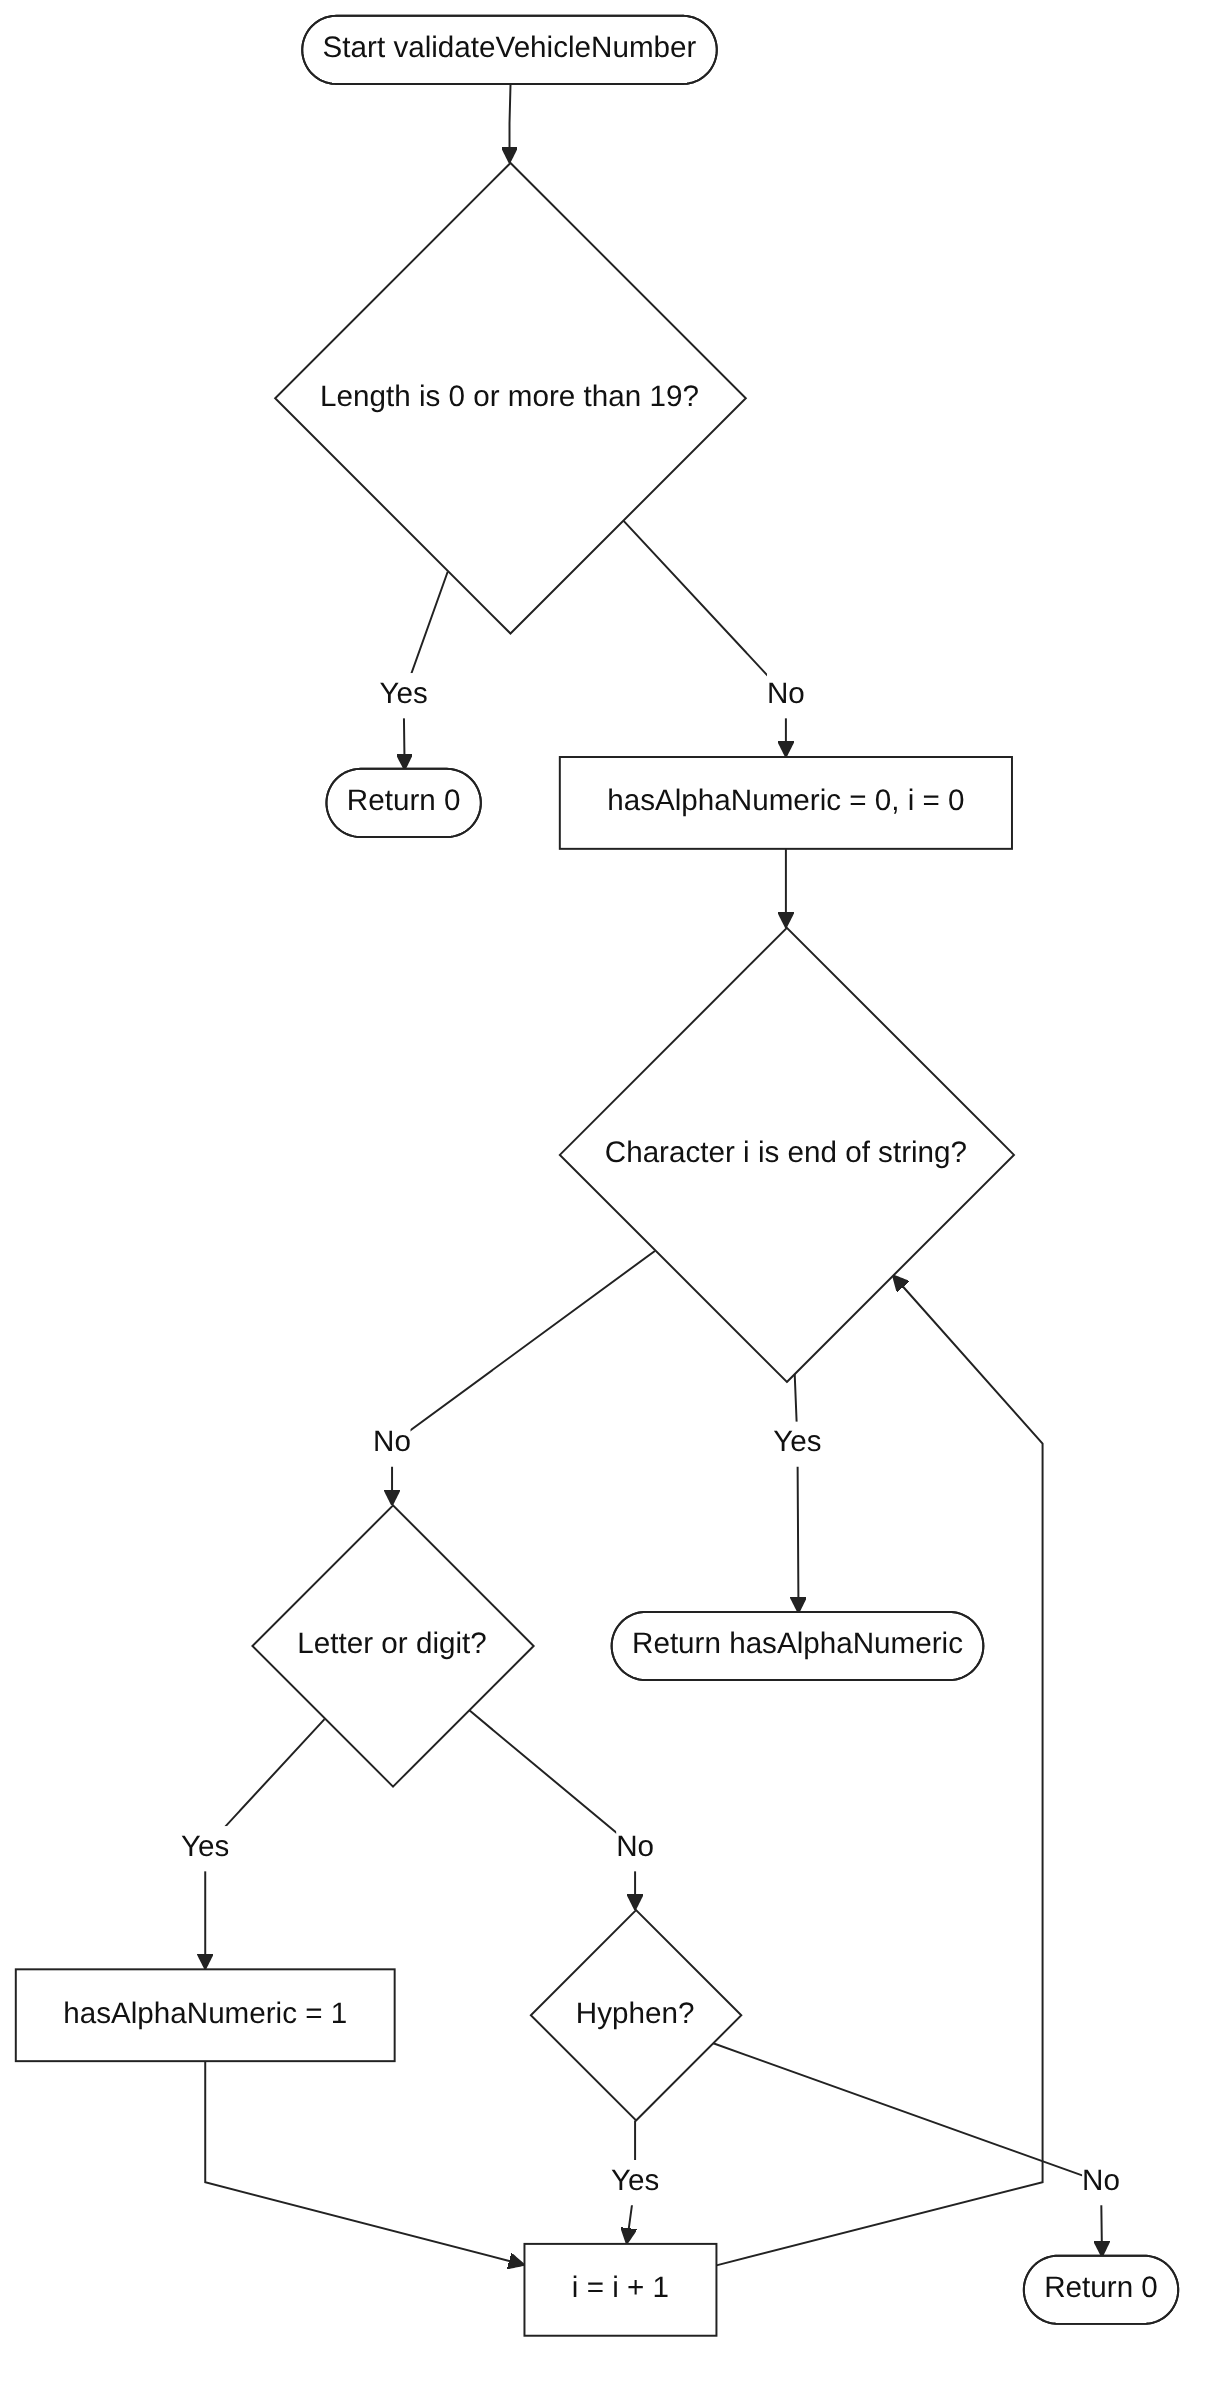 Start validateVehicleNumber
Length is 0 or more than 19?
Yes
No
Return 0
hasAlphaNumeric = 0, i = 0
Character i is end of string?
No
Yes
Letter or digit?
Return hasAlphaNumeric
Yes
No
hasAlphaNumeric = 1
Hyphen?
Yes
No
i = i + 1
Return 0